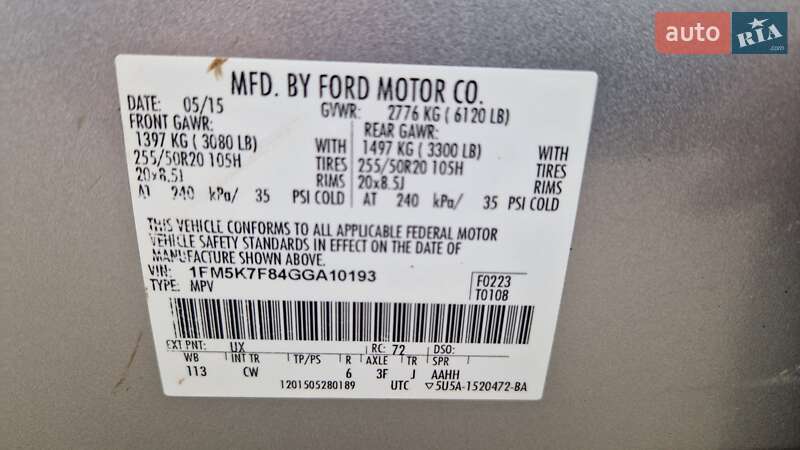 auto RIA .com
MFD. BY FORD MOTOR CO.
DATE: 05/15 GVWR: 2776 KG ( 6120 LB)
FRONT GAWR: REAR GAWR:
1397 KG ( 3080 LB) WITH 1497 KG ( 3300 LB) WITH
255/50R20 105H TIRES 255/50R20 105H TIRES
20x8.5J RIMS 20x8.5J RIMS
AT 240 kPa/ 35 PSI COLD AT 240 kPa/ 35 PSI COLD
THIS VEHICLE CONFORMS TO ALL APPLICABLE FEDERAL MOTOR
VEHICLE SAFETY STANDARDS IN EFFECT ON THE DATE OF
MANUFACTURE SHOWN ABOVE.
VIN: 1FM5K7F84GGA10193 F0223
TYPE: MPV T0108
EXT PNT: UX RC: 72 DSO:
WB INT TR TP/PS R AXLE TR SPR
113 CW 6 3F J AAHH
1201505280189 UTC ▽5U5A-1520472-BA